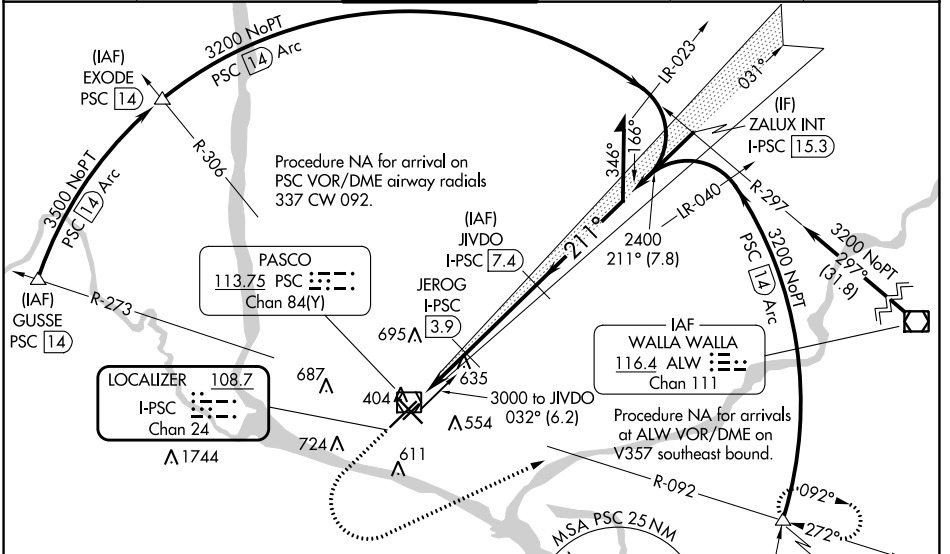 3200 NoPT
PSC 14 Arc
(IAF)
EXODE
PSC 14
LR-023
031°
(IF)
ZALUX INT
I-PSC 15.3
346°
166°
R-306
3500 NoPT
PSC 14 Arc
Procedure NA for arrival on
PSC VOR/DME airway radials
337 CW 092.
LR-040
R-297
(IAF)
JIVDO
I-PSC 7.4
211°
2400
211° (7.8)
3200 NoPT
297°
(31.8)
3200 NoPT
PSC 14 Arc
PASCO
113.75 PSC
Chan 84(Y)
JEROG
I-PSC
3.9
(IAF)
GUSSE
PSC 14
R-273
695
635
IAF
WALLA WALLA
116.4 ALW
Chan 111
LOCALIZER 108.7
I-PSC
Chan 24
687
404
3000 to JIVDO
032° (6.2)
554
Procedure NA for arrivals
at ALW VOR/DME on
V357 southeast bound.
724
611
1744
R-092
092°
272°
MSA PSC 25 NM